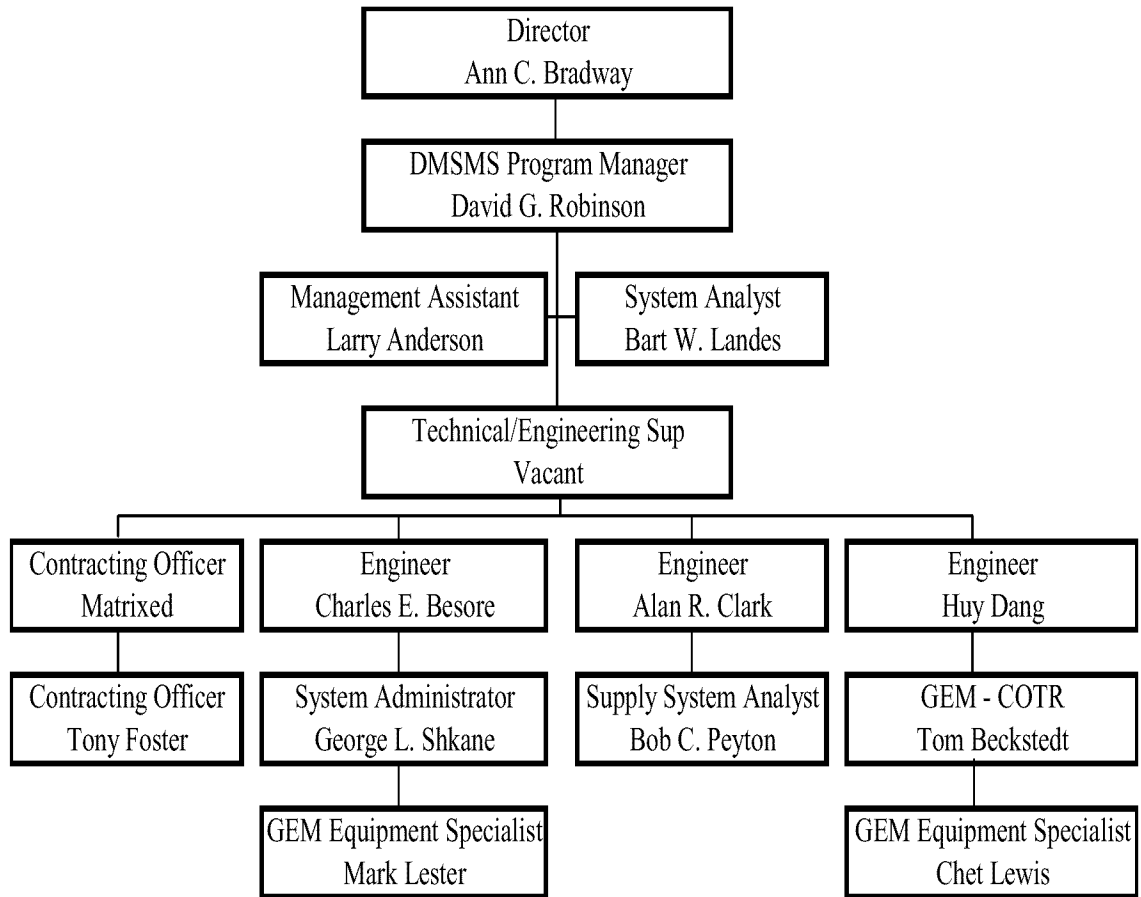 Director
Ann C. Bradway
DMSMS Program Manager
David G. Robinson
Management Assistant
Larry Anderson
System Analyst
Bart W. Landes
Technical/Engineering Sup
Vacant
Contracting Officer
Matrixed
Engineer
Charles E. Besore
Engineer
Alan R. Clark
Engineer
Huy Dang
Contracting Officer
Tony Foster
System Administrator
George L. Shkane
Supply System Analyst
Bob C. Peyton
GEM - COTR
Tom Beckstedt
GEM Equipment Specialist
Mark Lester
GEM Equipment Specialist
Chet Lewis